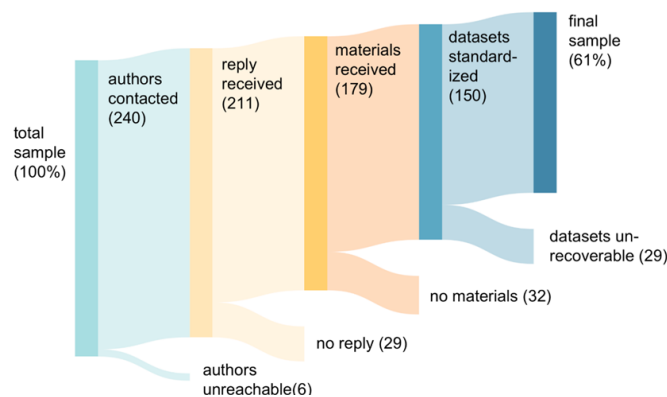 total
sample
(100%)
authors
contacted
(240)
authors
unreachable(6)
reply
received
(211)
no reply (29)
materials
received
(179)
no materials (32)
datasets
standard-
ized
(150)
datasets un-
recoverable (29)
final
sample
(61%)